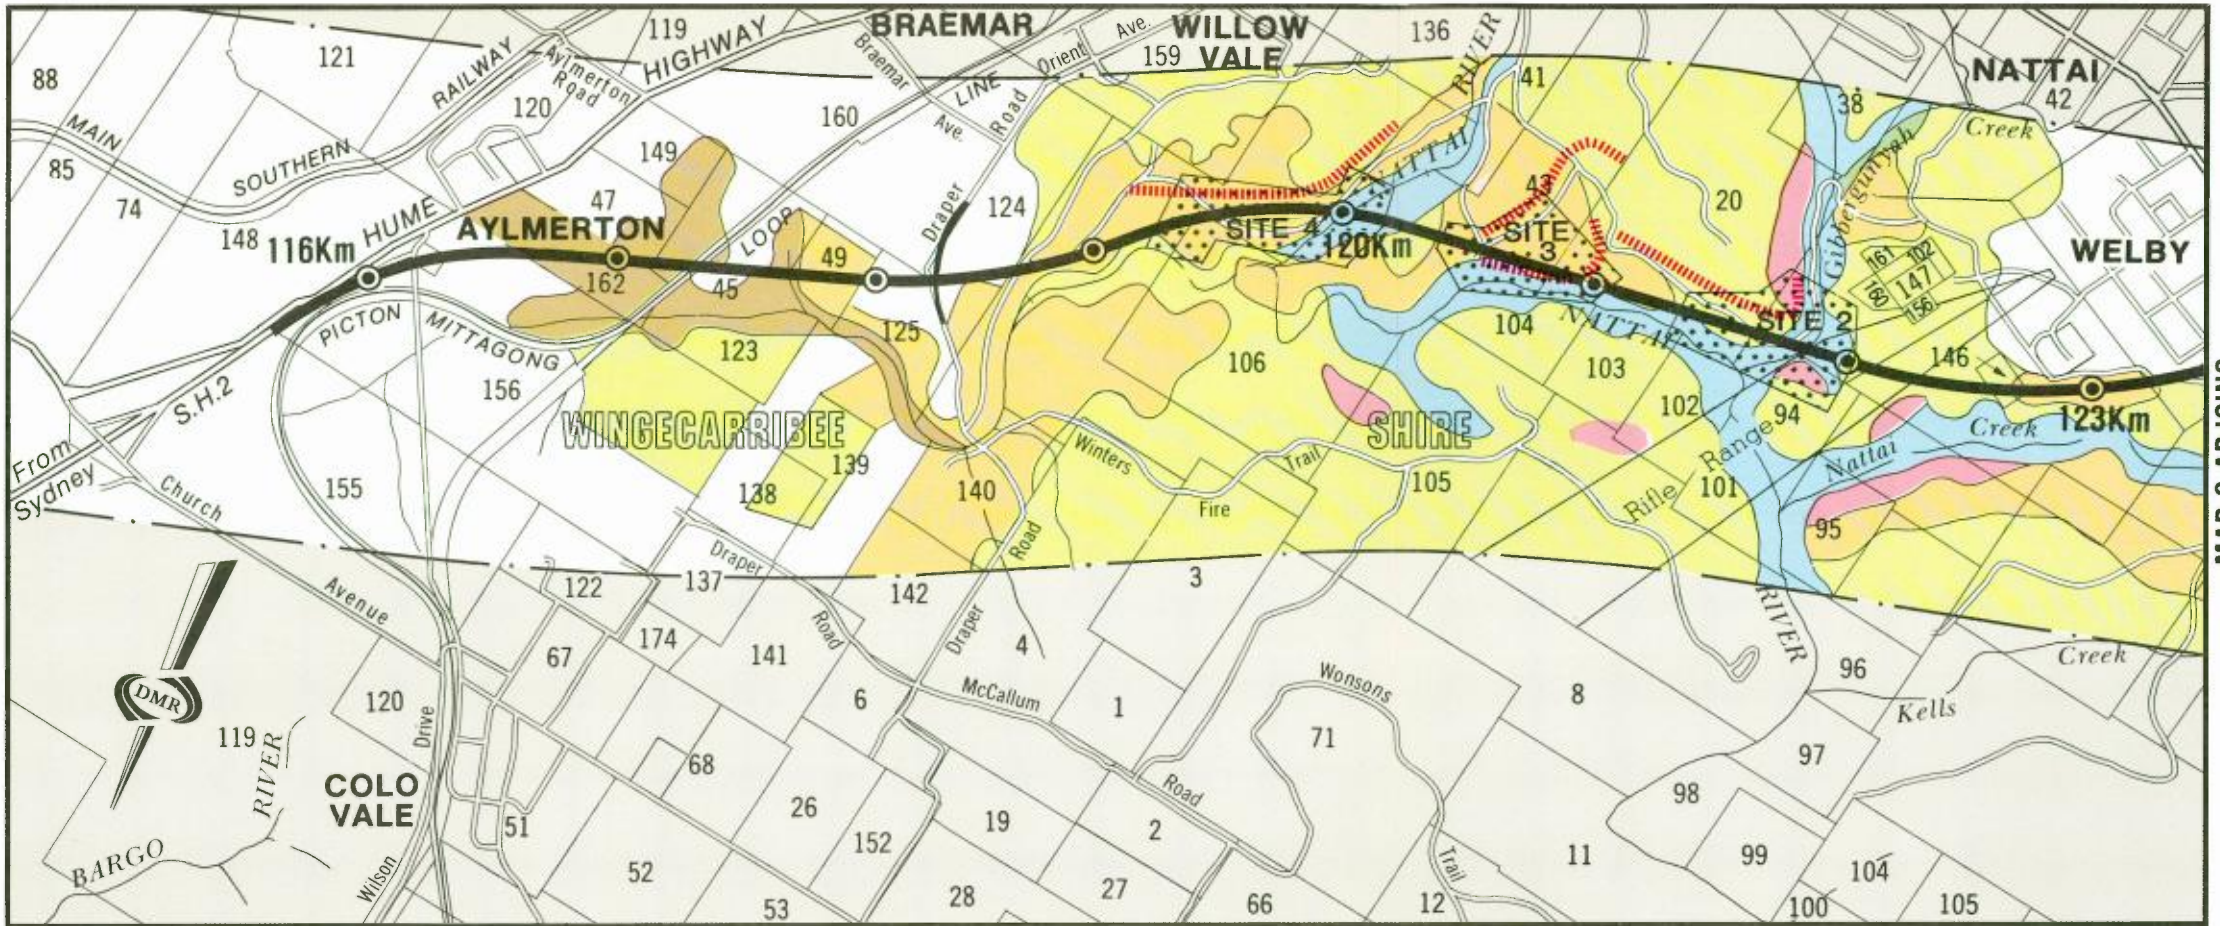 BRAEMAR
WILLOW
VALE
NATTAI
42
88
121
119
HIGHWAY
RAILWAY
Aylmerton
Road
120
Braemar
Ave.
LINE
Orient
Ave.
159
136
RIVER
41
38
Creek
MAIN
85
SOUTHERN
74
148
149
47
160
Road
124
Draper
NATTAI
43
20
Gibbergunyah
116Km
HUME
AYLMERTON
162
45
LOOP
49
SITE 4
120Km
SITE
3
161
102
147
160
156
WELBY
PICTON
MITTAGONG
123
125
106
104
NATTAI
103
SITE 2
146
156
S.H.2
WINGECARRIBEE
SHIRE
102
94
123Km
From
Sydney
Church
155
138
139
140
Winters
Fire
Trail
105
Rifle
Range
101
Nattai
Creek
95
Avenue
122
Draper
137
Road
142
Road
3
RIVER
Draper
4
174
67
141
6
McCallum
1
Wonsons
8
96
Creek
Kells
DMR
119
RIVER
120
Drive
68
71
97
COLO
VALE
51
26
152
19
2
Road
98
99
104
BARGO
Wilson
52
53
28
27
66
Trail
12
11
100
105